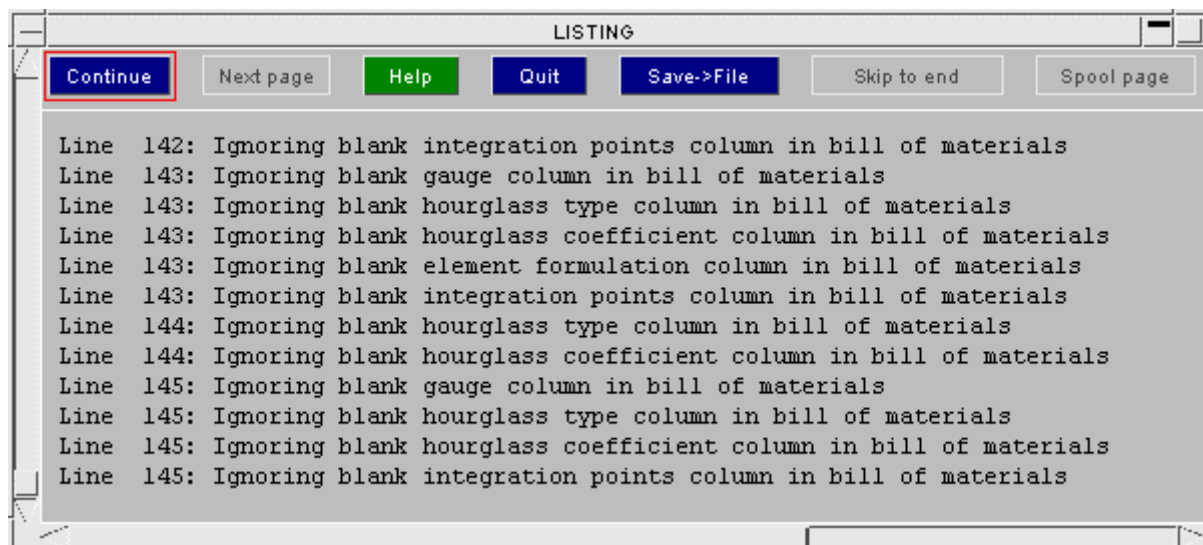 LISTING
Continue Next page Help Quit Save->File Skip to end Spool page
Line 142: Ignoring blank integration points column in bill of materials
Line 143: Ignoring blank gauge column in bill of materials
Line 143: Ignoring blank hourglass type column in bill of materials
Line 143: Ignoring blank hourglass coefficient column in bill of materials
Line 143: Ignoring blank element formulation column in bill of materials
Line 143: Ignoring blank integration points column in bill of materials
Line 144: Ignoring blank hourglass type column in bill of materials
Line 144: Ignoring blank hourglass coefficient column in bill of materials
Line 145: Ignoring blank gauge column in bill of materials
Line 145: Ignoring blank hourglass type column in bill of materials
Line 145: Ignoring blank hourglass coefficient column in bill of materials
Line 145: Ignoring blank integration points column in bill of materials